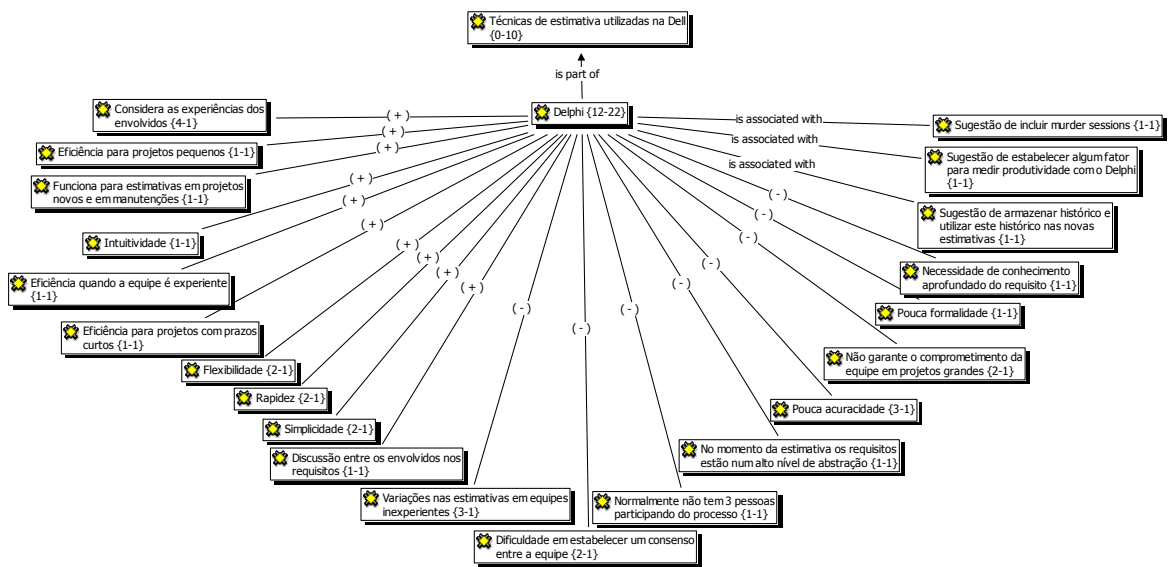 Técnicas de estimativa utilizadas na Dell
{0-10}
is part of
Delphi {12-22}
Considera as experiências dos
envolvidos {4-1}
(+)
Eficiência para projetos pequenos {1-1}
(+)
Funciona para estimativas em projetos
novos e em manutenções {1-1}
(+)
Intuitividade {1-1}
(+)
Eficiência quando a equipe é experiente
{1-1}
(+)
Eficiência para projetos com prazos
curtos {1-1}
(+)
Flexibilidade {2-1}
(+)
Rapidez {2-1}
(+)
Simplicidade {2-1}
(+)
Discussão entre os envolvidos nos
requisitos {1-1}
(+)
Variações nas estimativas em equipes
inexperientes {3-1}
(-)
Dificuldade em estabelecer um consenso
entre a equipe {2-1}
(-)
Normalmente não tem 3 pessoas
participando do processo {1-1}
(-)
No momento da estimativa os requisitos
estão num alto nível de abstração {1-1}
(-)
Pouca acuracidade {3-1}
(-)
Não garante o comprometimento da
equipe em projetos grandes {2-1}
(-)
Pouca formalidade {1-1}
(-)
Necessidade de conhecimento
aprofundado do requisito {1-1}
(-)
is associated with
Sugestão de armazenar histórico e
utilizar este histórico nas novas
estimativas {1-1}
is associated with
Sugestão de estabelecer algum fator
para medir produtividade com o Delphi
{1-1}
is associated with
Sugestão de incluir murder sessions {1-1}